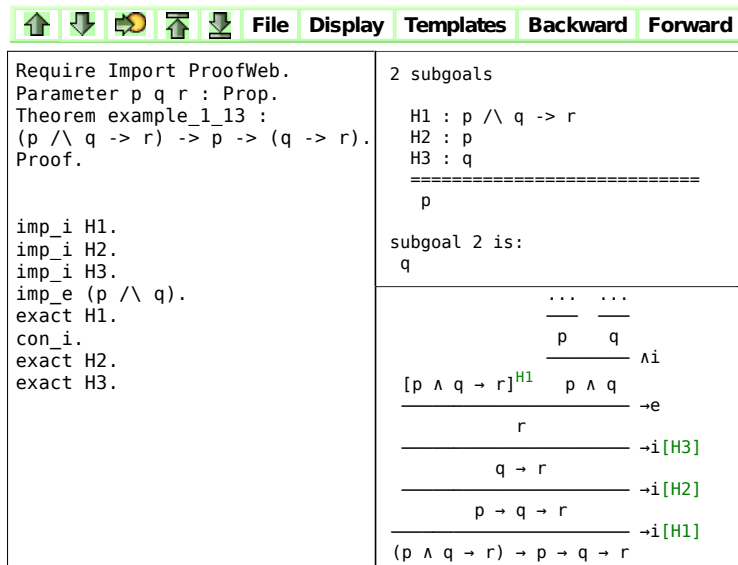 File Display Templates Backward Forward
Require Import ProofWeb.
Parameter p q r : Prop.
Theorem example_1_13 :
(p /\ q -> r) -> p -> (q -> r).
Proof.
imp_i H1.
imp_i H2.
imp_i H3.
imp_e (p /\ q).
exact H1.
con_i.
exact H2.
exact H3.
2 subgoals
H1 : p /\ q -> r
H2 : p
H3 : q
============================
p
subgoal 2 is:
q
... ...
p q
∧i
[p ∧ q → r]H1 p ∧ q
→e
r
→i[H3]
q → r
→i[H2]
p → q → r
→i[H1]
(p ∧ q → r) → p → q → r